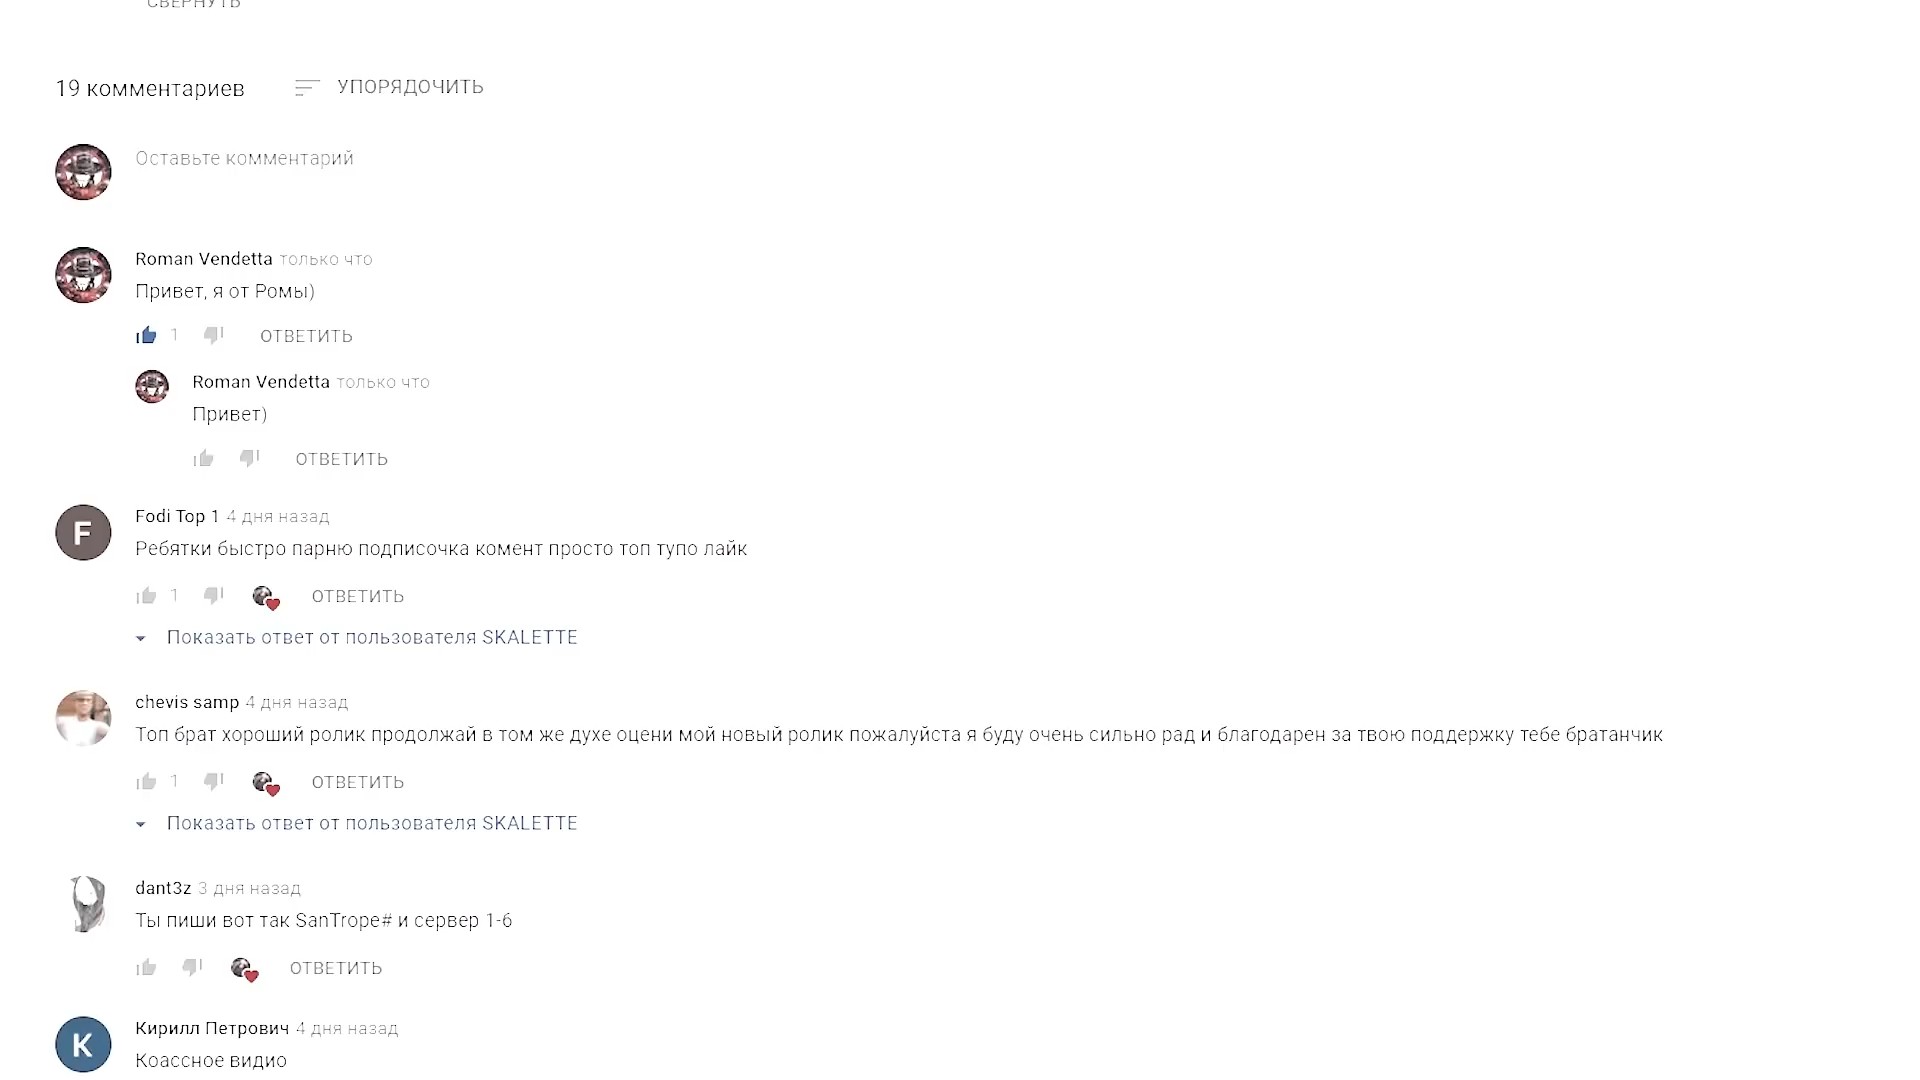 СВЕРНУТЬ
19 комментариев УПОРЯДОЧИТЬ
Оставьте комментарий
Roman Vendetta только что
Привет, я от Ромы)
1 ОТВЕТИТЬ
Roman Vendetta только что
Привет)
ОТВЕТИТЬ
F
Fodi Top 1 4 дня назад
Ребятки быстро парню подписочка комент просто топ тупо лайк
1 ОТВЕТИТЬ
Показать ответ от пользователя SKALETTE
chevis samp 4 дня назад
Топ брат хороший ролик продолжай в том же духе оцени мой новый ролик пожалуйста я буду очень сильно рад и благодарен за твою поддержку тебе братанчик
1 ОТВЕТИТЬ
Показать ответ от пользователя SKALETTE
dant3z 3 дня назад
Ты пиши вот так SanTrope# и сервер 1-6
ОТВЕТИТЬ
K
Кирилл Петрович 4 дня назад
Коассное видио